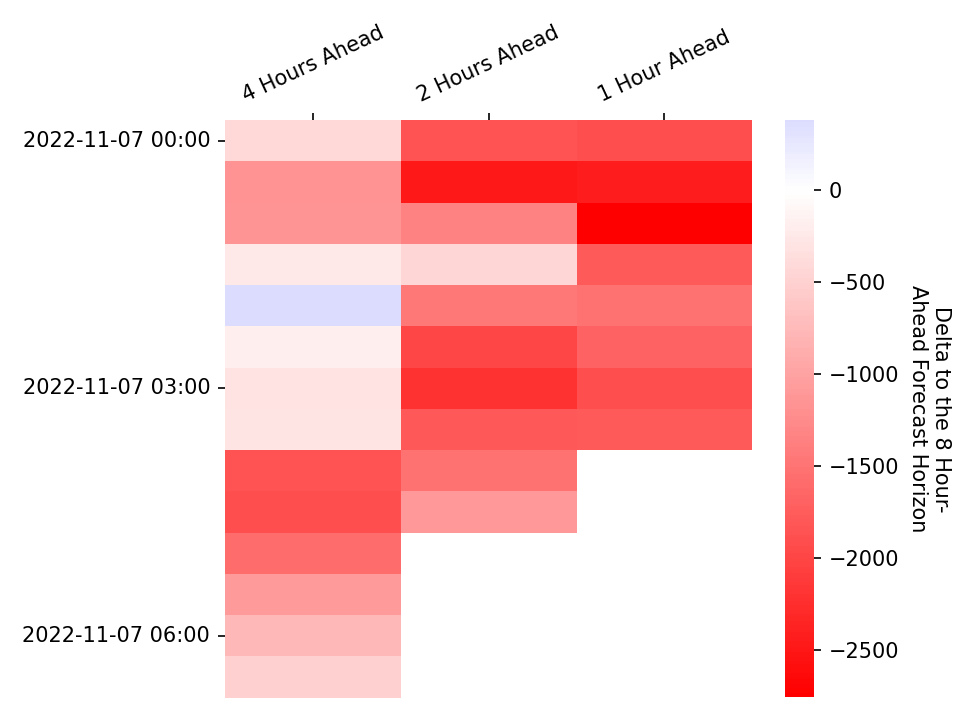 4 Hours Ahead
2 Hours Ahead
1 Hour Ahead
2022-11-07 00:00
2022-11-07 03:00
2022-11-07 06:00
0
−500
−1000
−1500
−2000
−2500
Delta to the 8 Hour-
Ahead Forecast Horizon